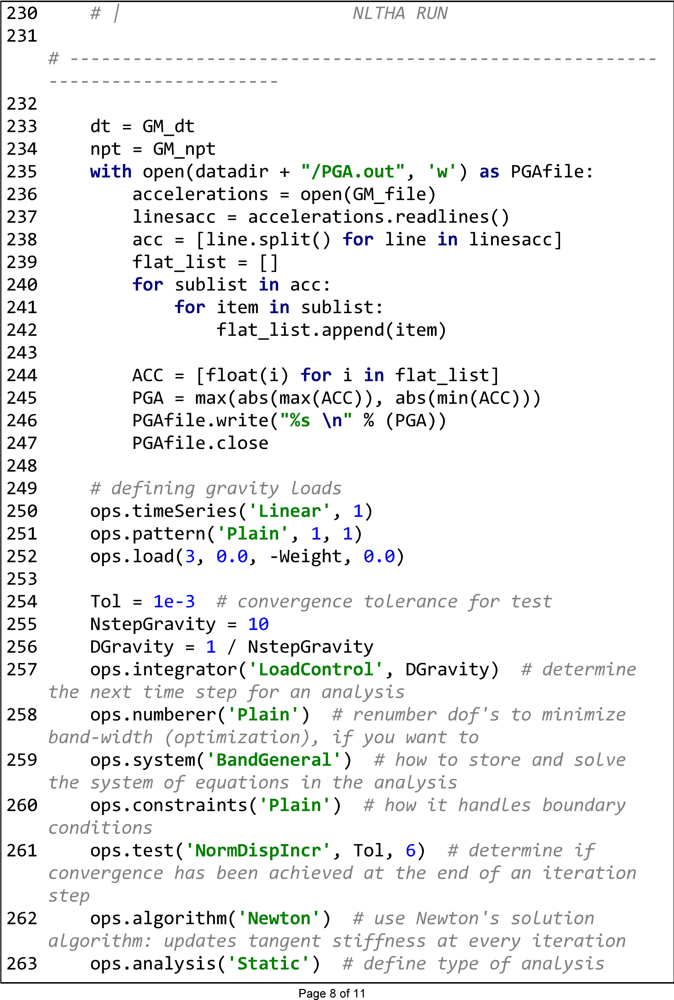 230     # |                      NLTHA RUN
231
    # --------------------------------------------------------
    ----------------------
232
233     dt = GM_dt
234     npt = GM_npt
235     with open(datadir + "/PGA.out", 'w') as PGAfile:
236         accelerations = open(GM_file)
237         linesacc = accelerations.readlines()
238         acc = [line.split() for line in linesacc]
239         flat_list = []
240         for sublist in acc:
241             for item in sublist:
242                 flat_list.append(item)
243
244         ACC = [float(i) for i in flat_list]
245         PGA = max(abs(max(ACC)), abs(min(ACC)))
246         PGAfile.write("%s \n" % (PGA))
247         PGAfile.close
248
249     # defining gravity loads
250     ops.timeSeries('Linear', 1)
251     ops.pattern('Plain', 1, 1)
252     ops.load(3, 0.0, -Weight, 0.0)
253
254     Tol = 1e-3  # convergence tolerance for test
255     NstepGravity = 10
256     DGravity = 1 / NstepGravity
257     ops.integrator('LoadControl', DGravity)  # determine
    the next time step for an analysis
258     ops.numberer('Plain')  # renumber dof's to minimize
    band-width (optimization), if you want to
259     ops.system('BandGeneral')  # how to store and solve
    the system of equations in the analysis
260     ops.constraints('Plain')  # how it handles boundary
    conditions
261     ops.test('NormDispIncr', Tol, 6)  # determine if
    convergence has been achieved at the end of an iteration
    step
262     ops.algorithm('Newton')  # use Newton's solution
    algorithm: updates tangent stiffness at every iteration
263     ops.analysis('Static')  # define type of analysis
Page 8 of 11